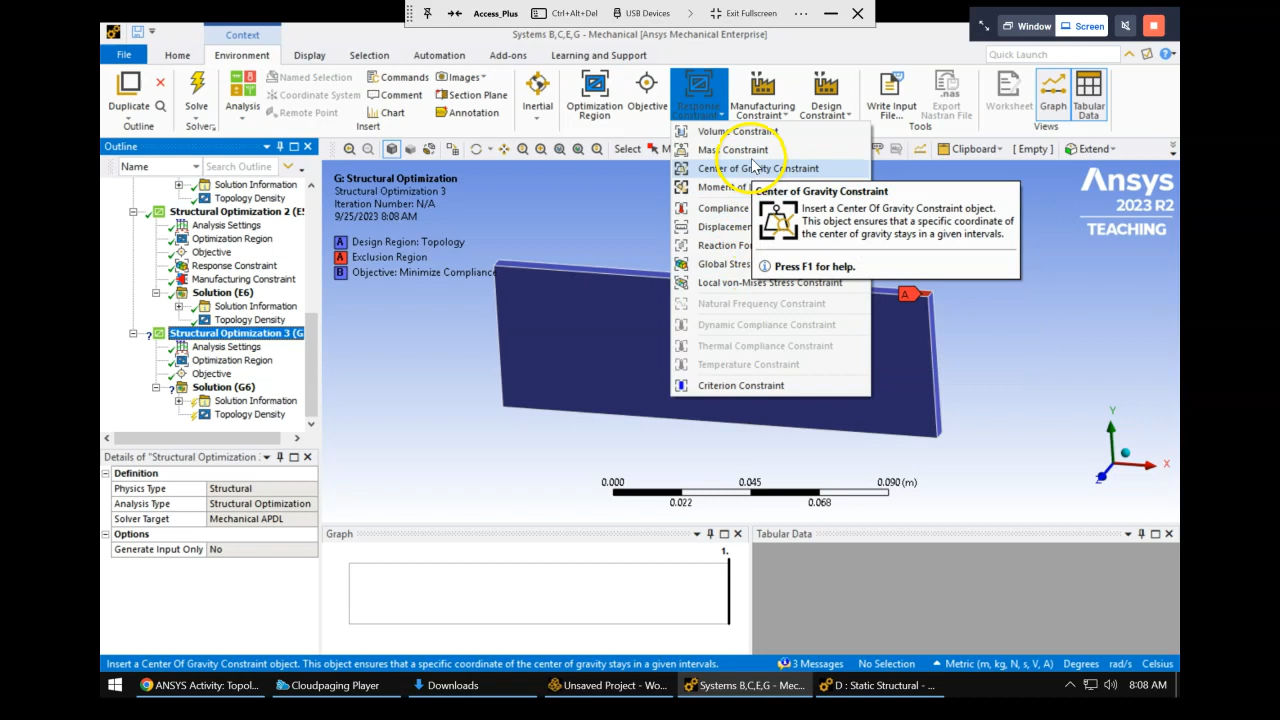 Access_Plus
Ctrl+Alt+Del
USB Devices
Exit Fullscreen
Window
Screen
Context
Systems B,C,E,G - Mechanical [Ansys Mechanical Enterprise]
File
Home
Environment
Display
Selection
Automation
Add-ons
Learning and Support
Quick Launch
Duplicate
Outline
Solve
Solver
Analysis
Named Selection
Coordinate System
Remote Point
Commands
Comment
Chart
Images
Section Plane
Annotation
Insert
Inertial
Optimization Region
Objective
Response Constraint
Manufacturing Constraint
Design Constraint
Write Input File...
Export Nastran File
Tools
Worksheet
Graph
Tabular Data
Views
Outline
Name
Search Outline
Select
Clipboard
[ Empty ]
Extend
Solution Information
Topology Density
Structural Optimization 2 (E5
Analysis Settings
Optimization Region
Objective
Response Constraint
Manufacturing Constraint
Solution (E6)
Solution Information
Topology Density
Structural Optimization 3 (G
Analysis Settings
Optimization Region
Objective
Solution (G6)
Solution Information
Topology Density
Details of "Structural Optimization
Definition
Physics Type Structural
Analysis Type Structural Optimization
Solver Target Mechanical APDL
Options
Generate Input Only No
G: Structural Optimization
Structural Optimization 3
Iteration Number: N/A
9/25/2023 8:08 AM
A Design Region: Topology
A Exclusion Region
B Objective: Minimize Compliance
Volume Constraint
Mass Constraint
Center of Gravity Constraint
Moment of
Compliance
Displacemen
Reaction For
Global Stres
Local von-Mises Stress Constraint
Natural Frequency Constraint
Dynamic Compliance Constraint
Thermal Compliance Constraint
Temperature Constraint
Criterion Constraint
Center of Gravity Constraint
Insert a Center Of Gravity Constraint object.
This object ensures that a specific coordinate of
the center of gravity stays in a given intervals.
Press F1 for help.
Ansys
2023 R2
TEACHING
A
Y
X
Z
0.000
0.045
0.090 (m)
0.022
0.068
Graph
1.
Tabular Data
Insert a Center Of Gravity Constraint object. This object ensures that a specific coordinate of the center of gravity stays in a given intervals.
3 Messages
No Selection
Metric (m, kg, N, s, V, A)
Degrees
rad/s
Celsius
ANSYS Activity: Topol...
Cloudpaging Player
Downloads
Unsaved Project - Wo...
Systems B,C,E,G - Mec...
D : Static Structural - ...
8:08 AM